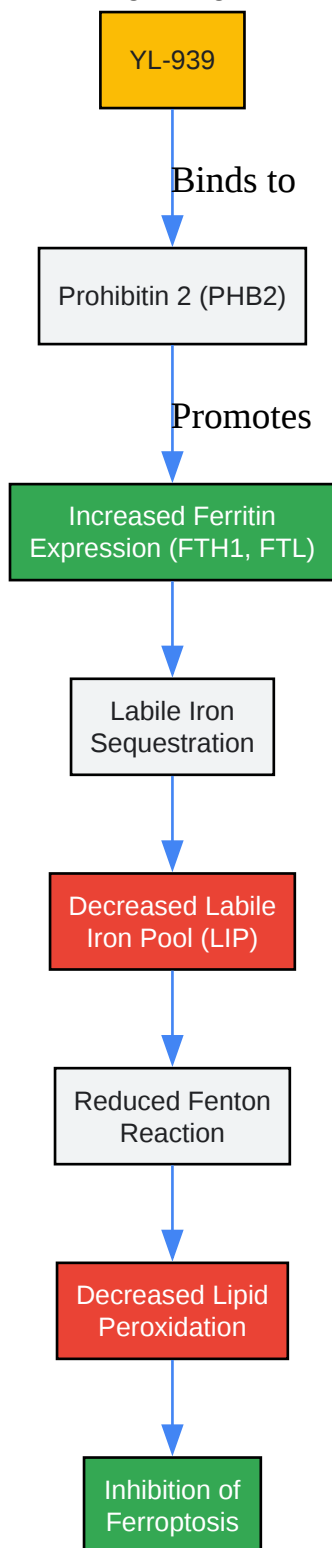 YL-939
Binds to
Prohibitin 2 (PHB2)
Promotes
Increased Ferritin
Expression (FTH1, FTL)
Labile Iron
Sequestration
Decreased Labile
Iron Pool (LIP)
Reduced Fenton
Reaction
Decreased Lipid
Peroxidation
Inhibition of
Ferroptosis